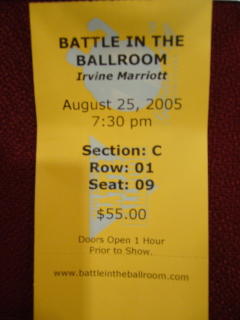 BATTLE IN THE
BALLROOM
Irvine Marriott
August 25, 2005
7:30 pm
Section: C
Row: 01
Seat: 09
$55.00
Doors Open 1 Hour
Prior to Show.
www.battleintheballroom.com